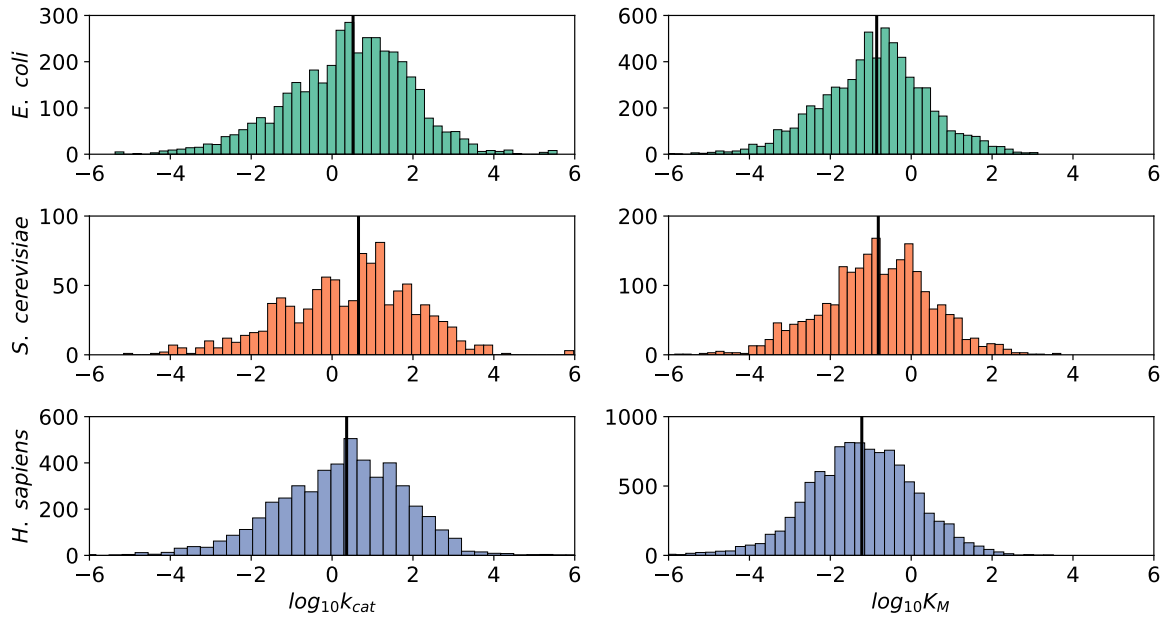 300 600
200 400
100 200
0 0
−6 −4 −2 0 2 4 6 −6 −4 −2 0 2 4 6
E. coli
100 200
50 100
0 0
−6 −4 −2 0 2 4 6 −6 −4 −2 0 2 4 6
S. cerevisiae
600 1000
400
500
200
0 0
−6 −4 −2 0 2 4 6 −6 −4 −2 0 2 4 6
H. sapiens
log₁₀k_cat log₁₀K_M